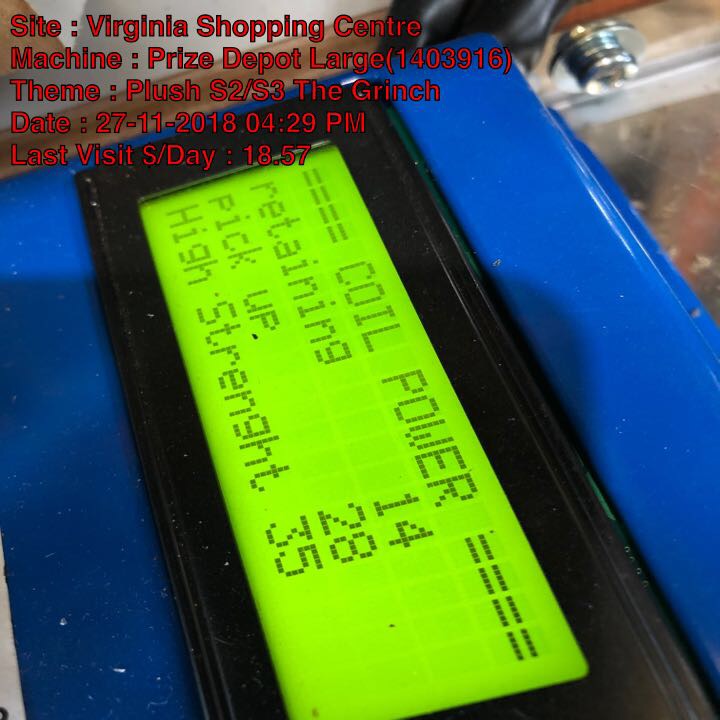 Site : Virginia Shopping Centre
Machine : Prize Depot Large(1403916)
Theme : Plush S2/S3 The Grinch
Date : 27-11-2018 04:29 PM
Last Visit $/Day : 18.57
==== COIL POWER ====
retaining 14
Pick up 28
High Strenght 35